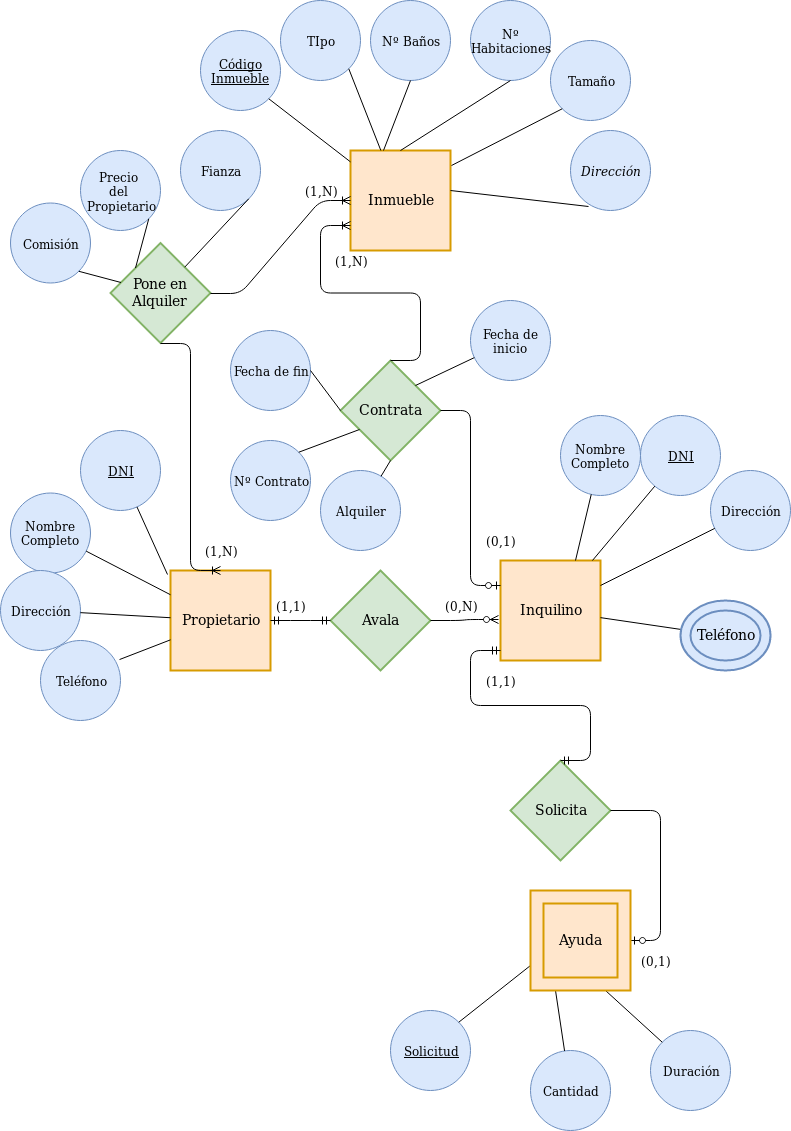 TIpo
Nº Baños
Nº
Habitaciones
Código
Inmueble
Tamaño
Dirección
Precio
del
Propietario
Fianza
(1,N)
Inmueble
Comisión
(1,N)
Pone en
Alquiler
Fecha de
inicio
Fecha de fin
Contrata
Nº Contrato
Alquiler
DNI
Nombre
Completo
DNI
Dirección
Nombre
Completo
(1,N)
(0,1)
Dirección
Propietario
(1,1)
Avala
(0,N)
Inquilino
Teléfono
Teléfono
(1,1)
Solicita
Ayuda
(0,1)
Solicitud
Cantidad
Duración